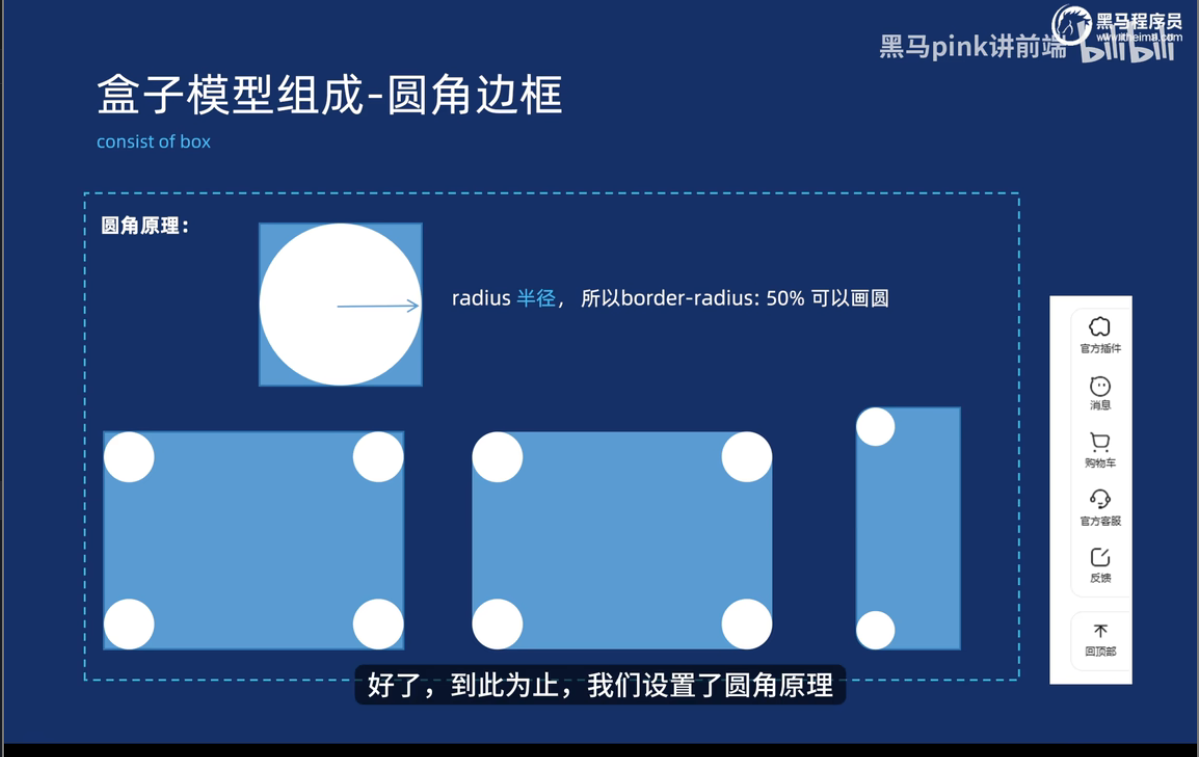 黑马程序员
www.itheima.com
黑马pink讲前端
bilibili
盒子模型组成-圆角边框
consist of box
圆角原理：
radius 半径， 所以border-radius: 50% 可以画圆
官方插件
消息
购物车
官方客服
反馈
回顶部
好了，到此为止，我们设置了圆角原理